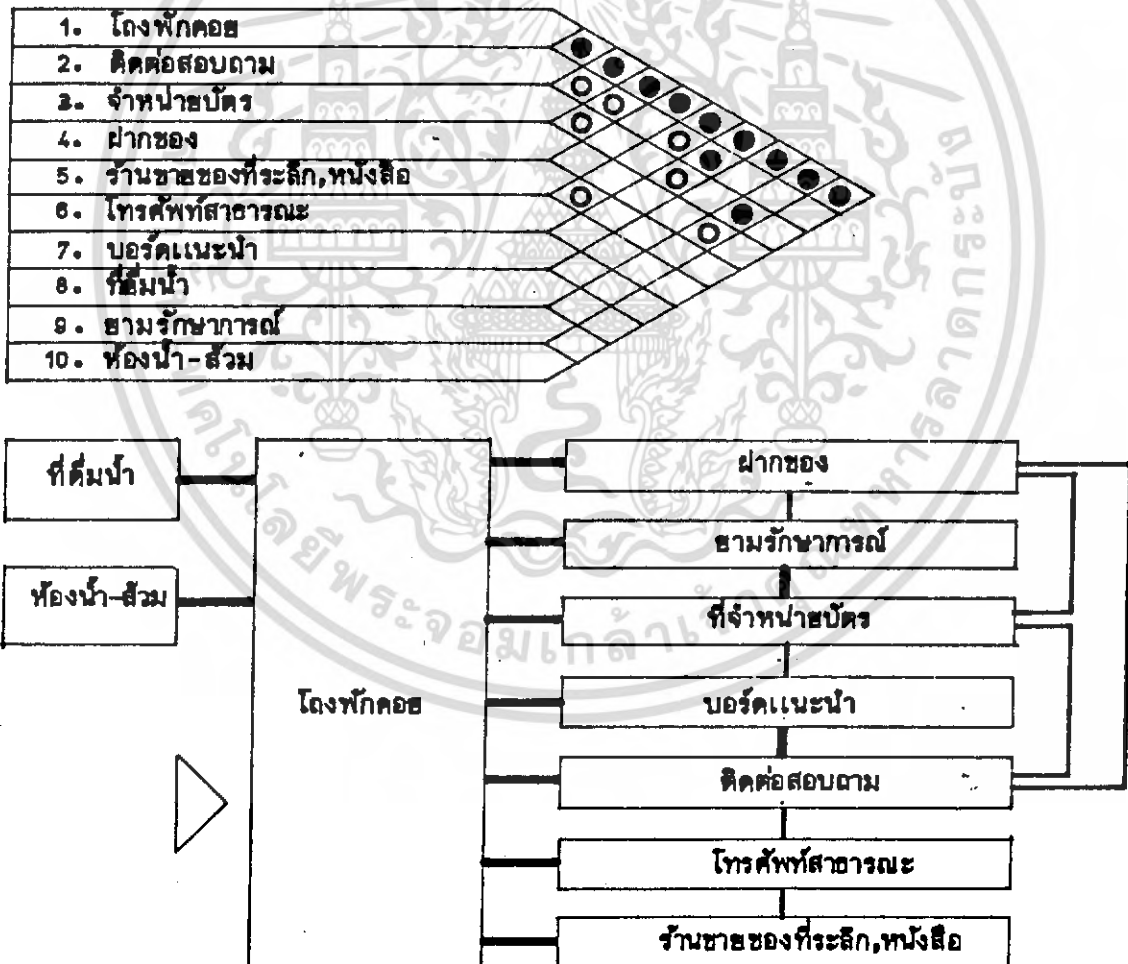 1. โถงพักคอย
2. ติดต่อสอบถาม
3. จำหน่ายบัตร
4. ฝากของ
5. ร้านขายของที่ระลึก,หนังสือ
6. โทรศัพท์สาธารณะ
7. บอร์ดแนะนำ
8. ที่ดื่มน้ำ
9. ยามรักษาการณ์
10. ห้องน้ำ-ส้วม
ที่ดื่มน้ำ
ห้องน้ำ-ส้วม
โถงพักคอย
ฝากของ
ยามรักษาการณ์
ที่จำหน่ายบัตร
บอร์ดแนะนำ
ติดต่อสอบถาม
โทรศัพท์สาธารณะ
ร้านขายของที่ระลึก,หนังสือ